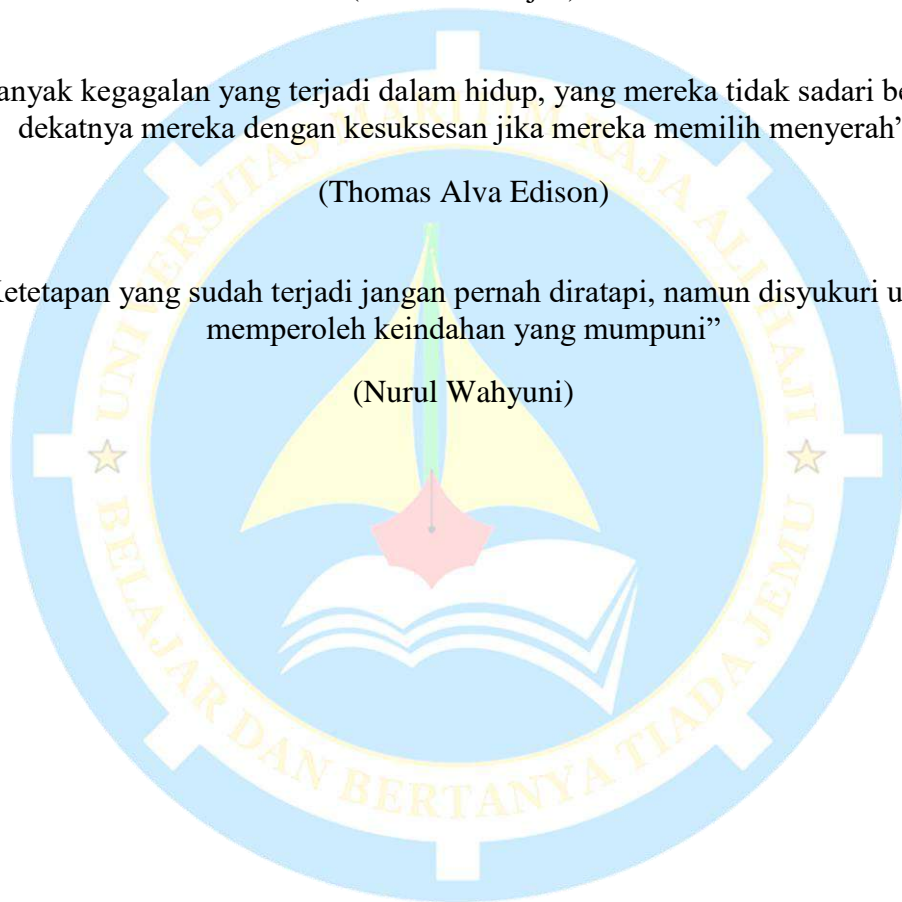 anyak kegagalan yang terjadi dalam hidup, yang mereka tidak sadari be
dekatnya mereka dengan kesuksesan jika mereka memilih menyerah”
(Thomas Alva Edison)
etetapan yang sudah terjadi jangan pernah diratapi, namun disyukuri u
memperoleh keindahan yang mumpuni”
(Nurul Wahyuni)
UNIVERSITAS MARITIM RAJA ALI HAJI
BELAJAR DAN BERTANYA TIADA JEMU